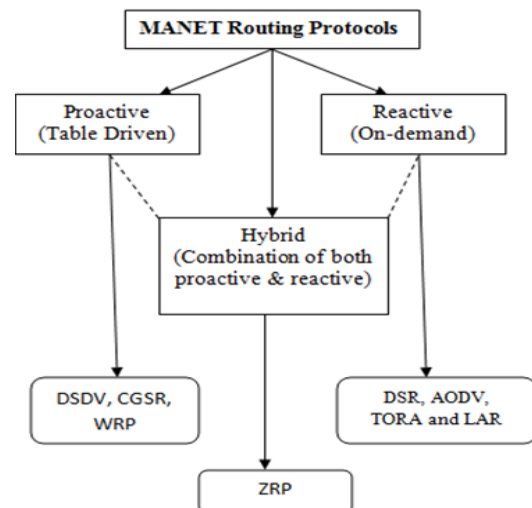 MANET Routing Protocols
Proactive
(Table Driven)
Reactive
(On-demand)
Hybrid
(Combination of both
proactive & reactive)
DSDV, CGSR,
WRP
DSR, AODV,
TORA and LAR
ZRP